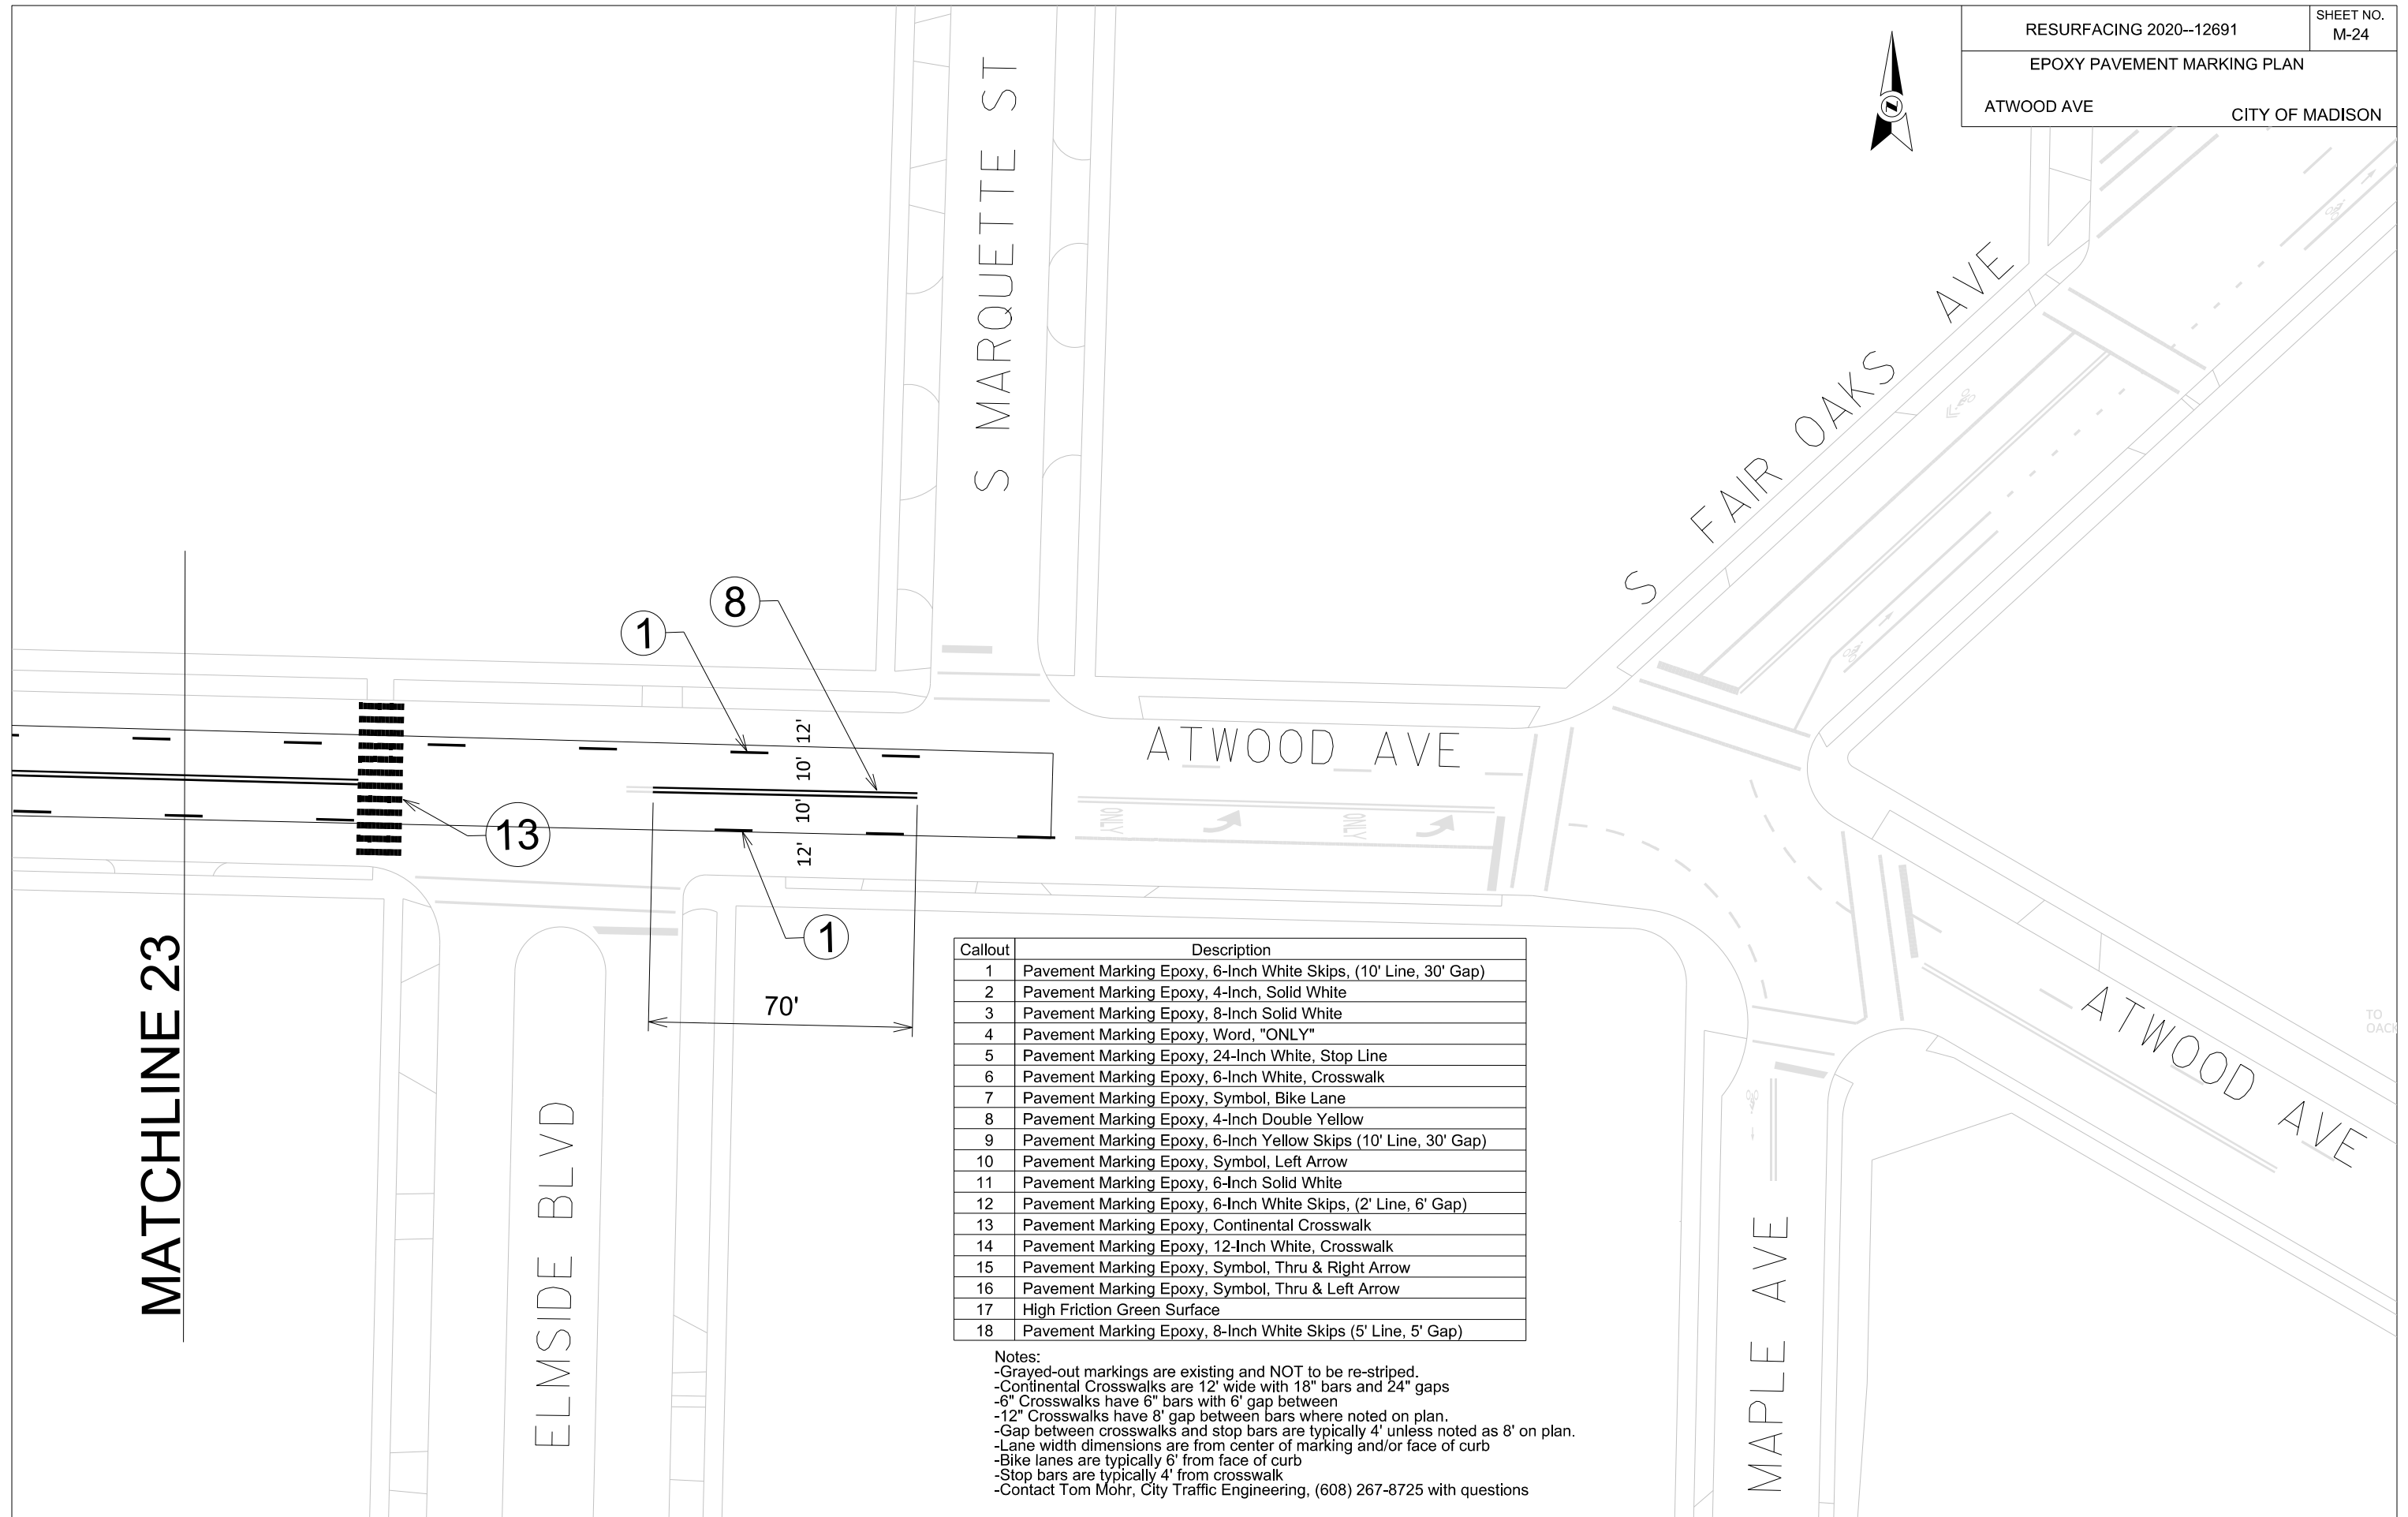 RESURFACING 2020--12691
SHEET NO.
M-24
EPOXY PAVEMENT MARKING PLAN
ATWOOD AVE
CITY OF MADISON
N
S MARQUETTE ST
S FAIR OAKS AVE
8
1
12'
10'
10'
12'
ATWOOD AVE
ONLY
ONLY
13
1
70'
MATCHLINE 23
ELMSIDE BLVD
MAPLE AVE
ATWOOD AVE
TO
OACK
Callout Description
1 Pavement Marking Epoxy, 6-Inch White Skips, (10' Line, 30' Gap)
2 Pavement Marking Epoxy, 4-Inch, Solid White
3 Pavement Marking Epoxy, 8-Inch Solid White
4 Pavement Marking Epoxy, Word, "ONLY"
5 Pavement Marking Epoxy, 24-Inch White, Stop Line
6 Pavement Marking Epoxy, 6-Inch White, Crosswalk
7 Pavement Marking Epoxy, Symbol, Bike Lane
8 Pavement Marking Epoxy, 4-Inch Double Yellow
9 Pavement Marking Epoxy, 6-Inch Yellow Skips (10' Line, 30' Gap)
10 Pavement Marking Epoxy, Symbol, Left Arrow
11 Pavement Marking Epoxy, 6-Inch Solid White
12 Pavement Marking Epoxy, 6-Inch White Skips, (2' Line, 6' Gap)
13 Pavement Marking Epoxy, Continental Crosswalk
14 Pavement Marking Epoxy, 12-Inch White, Crosswalk
15 Pavement Marking Epoxy, Symbol, Thru & Right Arrow
16 Pavement Marking Epoxy, Symbol, Thru & Left Arrow
17 High Friction Green Surface
18 Pavement Marking Epoxy, 8-Inch White Skips (5' Line, 5' Gap)
Notes:
-Grayed-out markings are existing and NOT to be re-striped.
-Continental Crosswalks are 12' wide with 18" bars and 24" gaps
-6" Crosswalks have 6" bars with 6' gap between
-12" Crosswalks have 8' gap between bars where noted on plan.
-Gap between crosswalks and stop bars are typically 4' unless noted as 8' on plan.
-Lane width dimensions are from center of marking and/or face of curb
-Bike lanes are typically 6' from face of curb
-Stop bars are typically 4' from crosswalk
-Contact Tom Mohr, City Traffic Engineering, (608) 267-8725 with questions